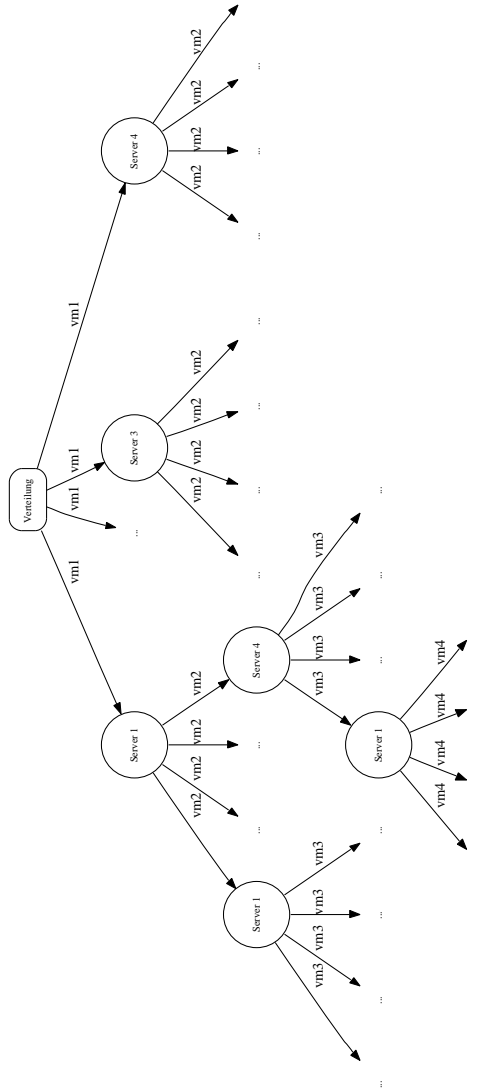 Verteilung
vm1 vm1 vm1 vm1
Server 1 ... Server 3 Server 4
vm2 vm2 vm2 vm2 vm2 vm2 vm2 vm2 vm2 vm2 vm2 vm2
Server 1 ... ... Server 4 ... ... ... ... ... ... ...
vm3 vm3 vm3 vm3 vm3 vm3 vm3 vm3
... ... ... ... Server 1 ... ... ...
vm4 vm4 vm4 vm4